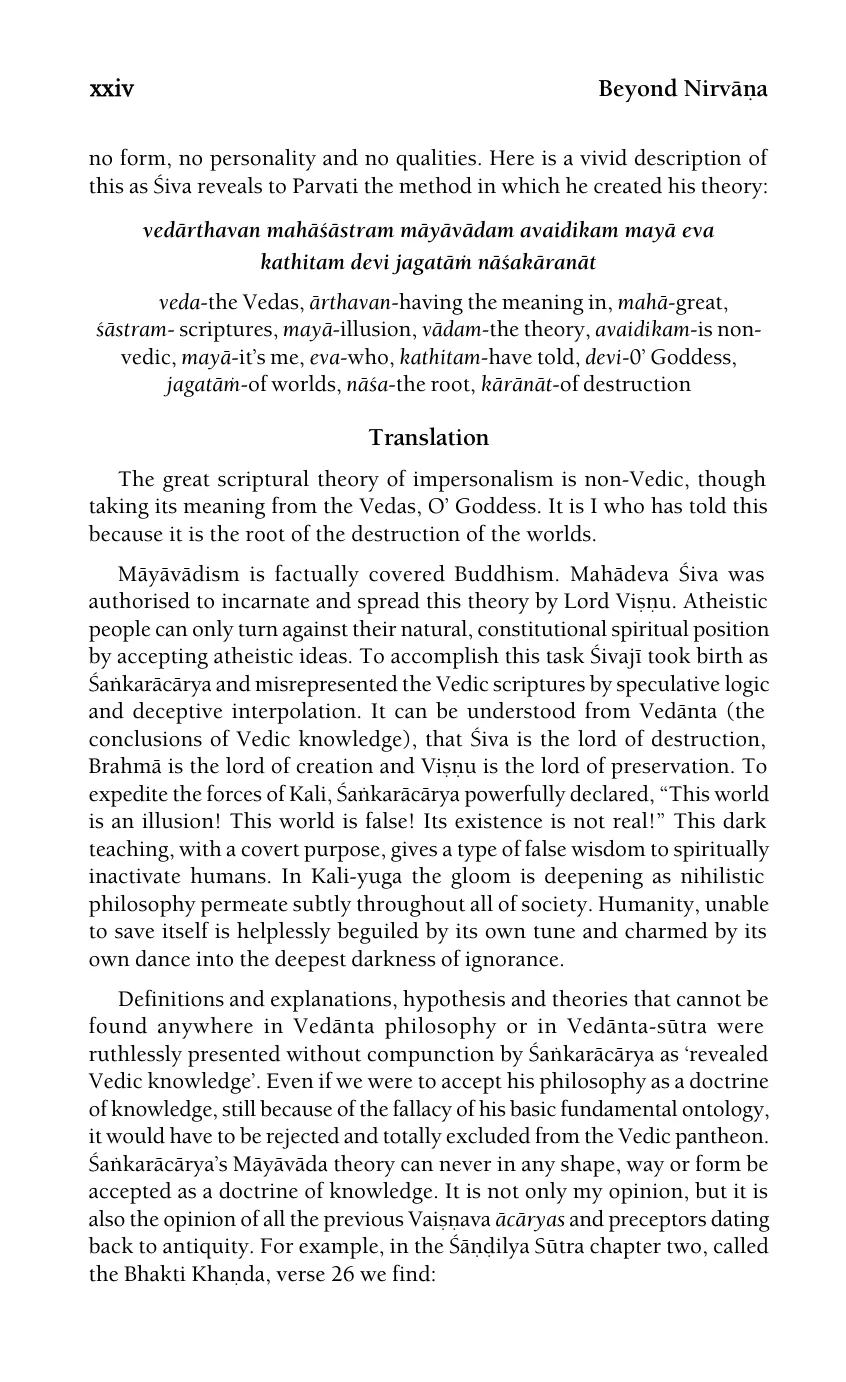 xxiv Beyond Nirvāṇa
no form, no personality and no qualities. Here is a vivid description of
this as Śiva reveals to Parvati the method in which he created his theory:
vedārthavan mahāśāstram māyāvādam avaidikam mayā eva
kathitam devi jagatāṁ nāśakāranāt
veda-the Vedas, ārthavan-having the meaning in, mahā-great,
śāstram- scriptures, mayā-illusion, vādam-the theory, avaidikam-is non-
vedic, mayā-it's me, eva-who, kathitam-have told, devi-0' Goddess,
jagatāṁ-of worlds, nāśa-the root, kārānāt-of destruction
Translation
The great scriptural theory of impersonalism is non-Vedic, though
taking its meaning from the Vedas, O' Goddess. It is I who has told this
because it is the root of the destruction of the worlds.
Māyāvādism is factually covered Buddhism. Mahādeva Śiva was
authorised to incarnate and spread this theory by Lord Viṣṇu. Atheistic
people can only turn against their natural, constitutional spiritual position
by accepting atheistic ideas. To accomplish this task Śivajī took birth as
Śaṅkarācārya and misrepresented the Vedic scriptures by speculative logic
and deceptive interpolation. It can be understood from Vedānta (the
conclusions of Vedic knowledge), that Śiva is the lord of destruction,
Brahmā is the lord of creation and Viṣṇu is the lord of preservation. To
expedite the forces of Kali, Śaṅkarācārya powerfully declared, “This world
is an illusion! This world is false! Its existence is not real!” This dark
teaching, with a covert purpose, gives a type of false wisdom to spiritually
inactivate humans. In Kali-yuga the gloom is deepening as nihilistic
philosophy permeate subtly throughout all of society. Humanity, unable
to save itself is helplessly beguiled by its own tune and charmed by its
own dance into the deepest darkness of ignorance.
Definitions and explanations, hypothesis and theories that cannot be
found anywhere in Vedānta philosophy or in Vedānta-sūtra were
ruthlessly presented without compunction by Śaṅkarācārya as ‘revealed
Vedic knowledge’. Even if we were to accept his philosophy as a doctrine
of knowledge, still because of the fallacy of his basic fundamental ontology,
it would have to be rejected and totally excluded from the Vedic pantheon.
Śaṅkarācārya’s Māyāvāda theory can never in any shape, way or form be
accepted as a doctrine of knowledge. It is not only my opinion, but it is
also the opinion of all the previous Vaiṣṇava ācāryas and preceptors dating
back to antiquity. For example, in the Śāṇḍilya Sūtra chapter two, called
the Bhakti Khaṇda, verse 26 we find: